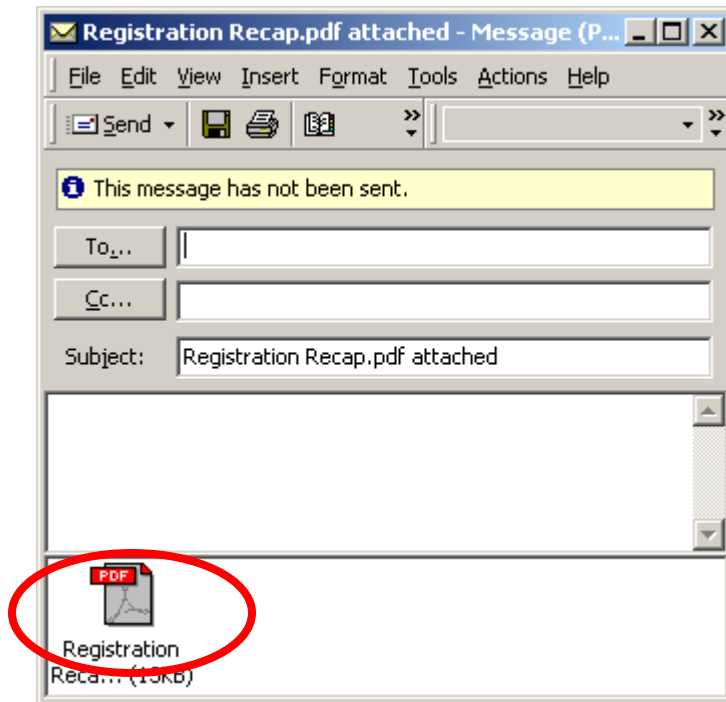 Registration Recap.pdf attached - Message (P...
File Edit View Insert Format Tools Actions Help
Send
This message has not been sent.
To...
Cc...
Subject: Registration Recap.pdf attached
PDF
Registration
Reca... (13KB)